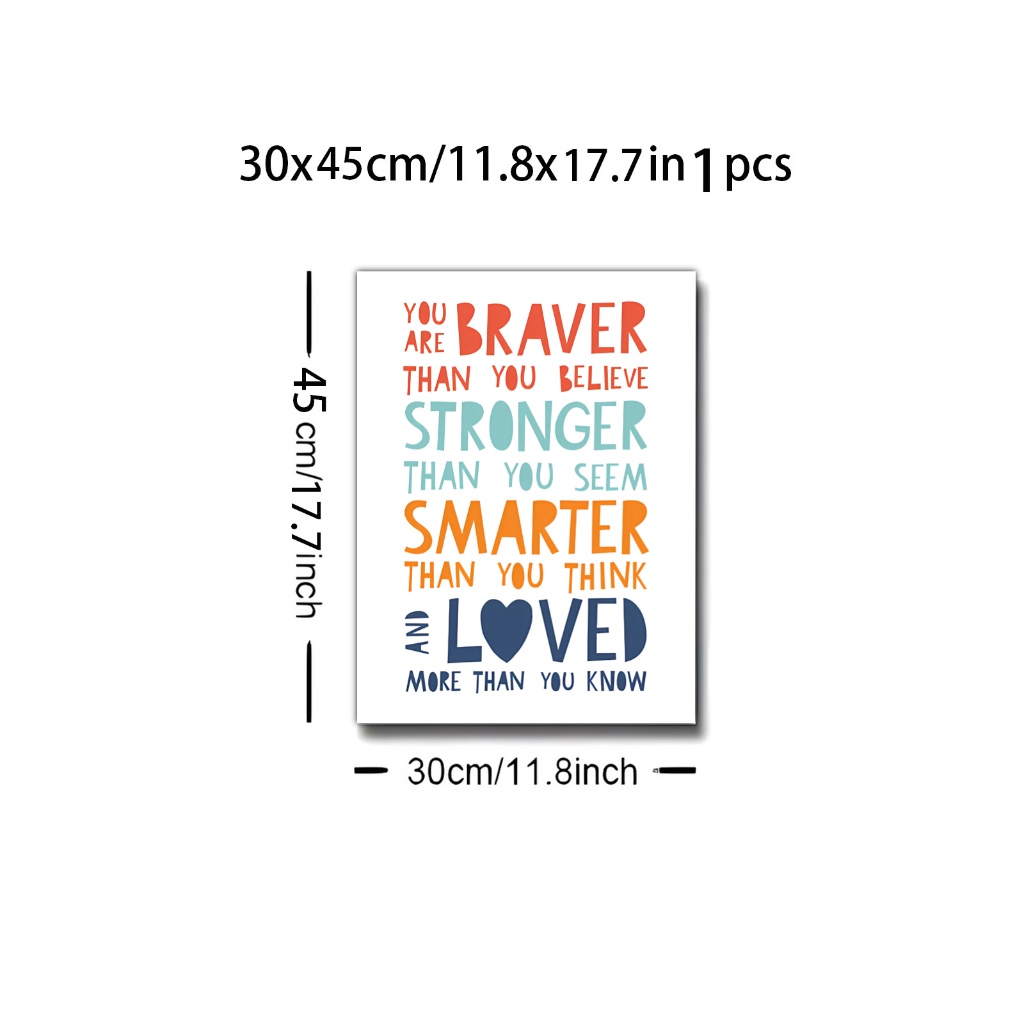 30x45cm/11.8x17.7in 1 pcs
45 cm/17.7inch
YOU ARE BRAVER
THAN YOU BELIEVE
STRONGER
THAN YOU SEEM
SMARTER
THAN YOU THINK
AND LOVED
MORE THAN YOU KNOW
30cm/11.8inch